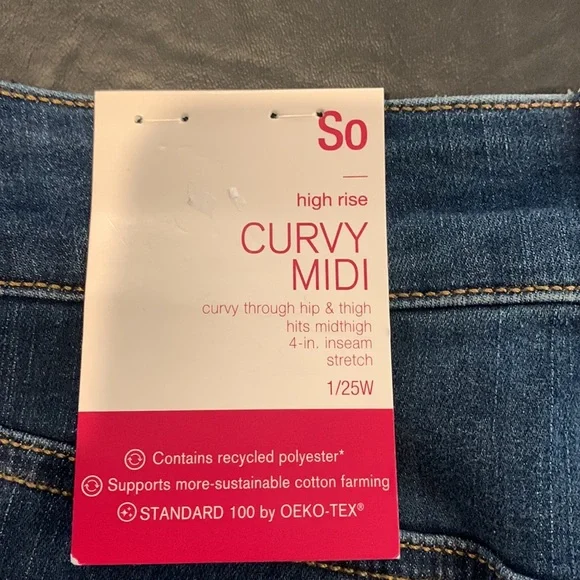 So
high rise
CURVY
MIDI
curvy through hip & thigh
hits midthigh
4-in. inseam
stretch
1/25W
Contains recycled polyester*
Supports more-sustainable cotton farming
STANDARD 100 by OEKO-TEX®